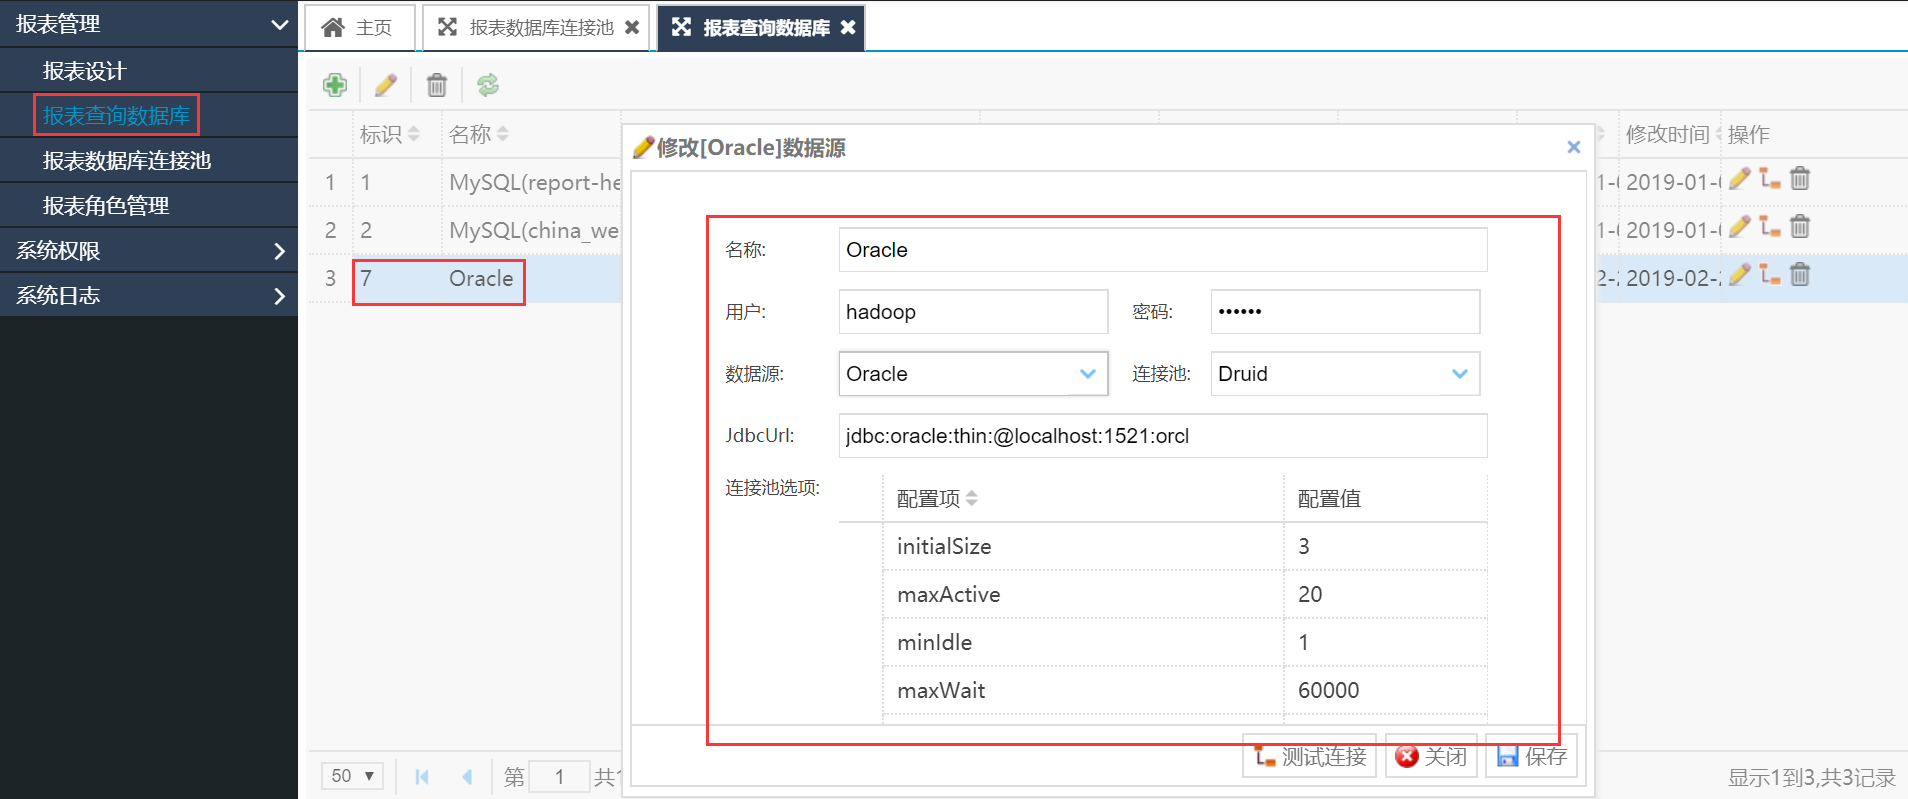 报表管理
报表设计
报表查询数据库
报表数据库连接池
报表角色管理
系统权限
系统日志
主页 报表数据库连接池 报表查询数据库
标识 名称 修改时间 操作
1 1 MySQL(report-he 1-0 2019-01-0
2 2 MySQL(china_we 1-0 2019-01-0
3 7 Oracle 2-2 2019-02-2
修改[Oracle]数据源
名称: Oracle
用户: hadoop 密码: ••••••
数据源: Oracle 连接池: Druid
JdbcUrl: jdbc:oracle:thin:@localhost:1521:orcl
连接池选项: 配置项 配置值
initialSize 3
maxActive 20
minIdle 1
maxWait 60000
测试连接 关闭 保存
50 第 1 共1 显示1到3,共3记录